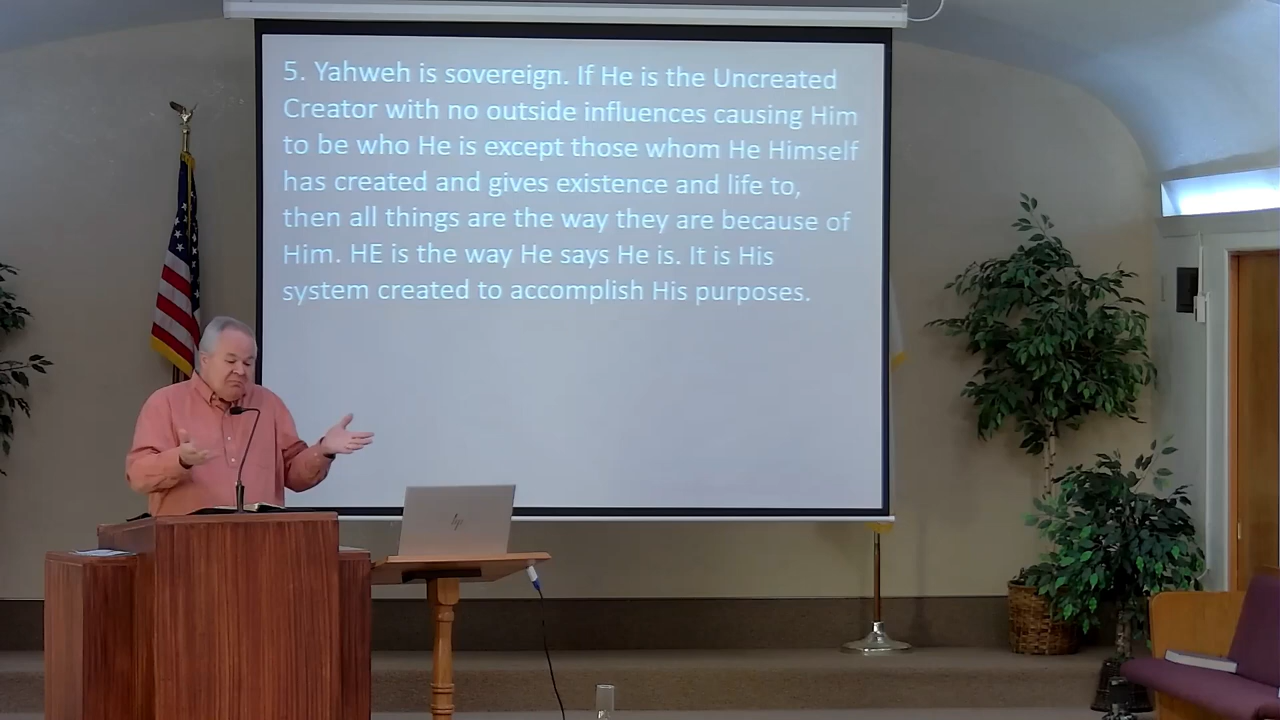 5. Yahweh is sovereign. If He is the Uncreated
Creator with no outside influences causing Him
to be who He is except those whom He Himself
has created and gives existence and life to,
then all things are the way they are because of
Him. HE is the way He says He is. It is His
system created to accomplish His purposes.
hp